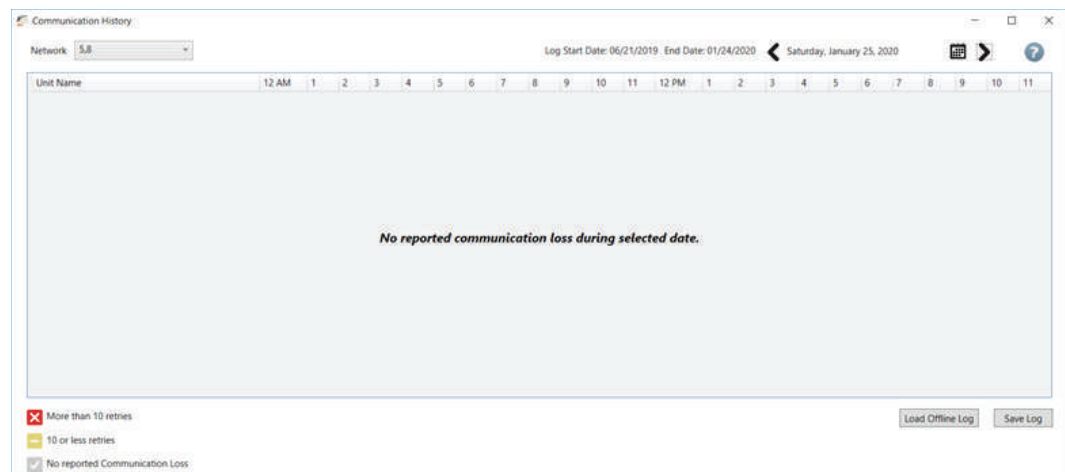 Communication History
Network 5,8 Log Start Date: 06/21/2019 End Date: 01/24/2020 Saturday, January 25, 2020 ?
Unit Name 12 AM 1 2 3 4 5 6 7 8 9 10 11 12 PM 1 2 3 4 5 6 7 8 9 10 11
No reported communication loss during selected date.
More than 10 retries Load Offline Log Save Log
10 or less retries
No reported Communication Loss